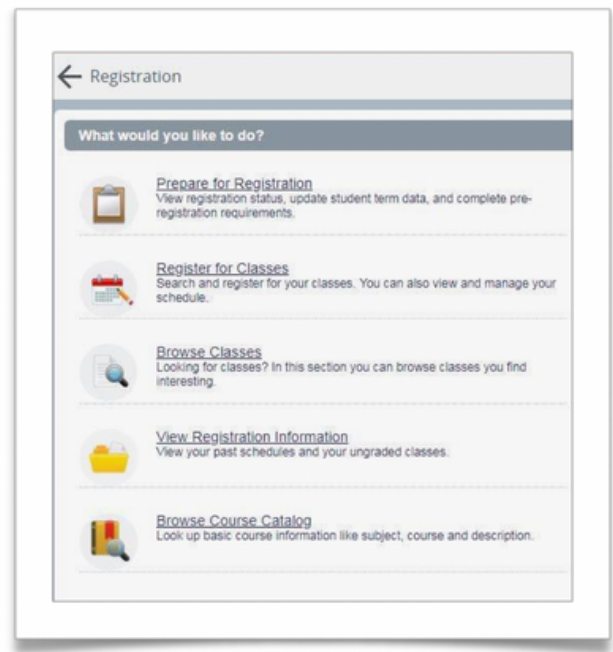 Registration
What would you like to do?
Prepare for Registration
View registration status, update student term data, and complete pre-
registration requirements.
Register for Classes
Search and register for your classes. You can also view and manage your
schedule.
Browse Classes
Looking for classes? In this section you can browse classes you find
interesting.
View Registration Information
View your past schedules and your ungraded classes.
Browse Course Catalog
Look up basic course information like subject, course and description.